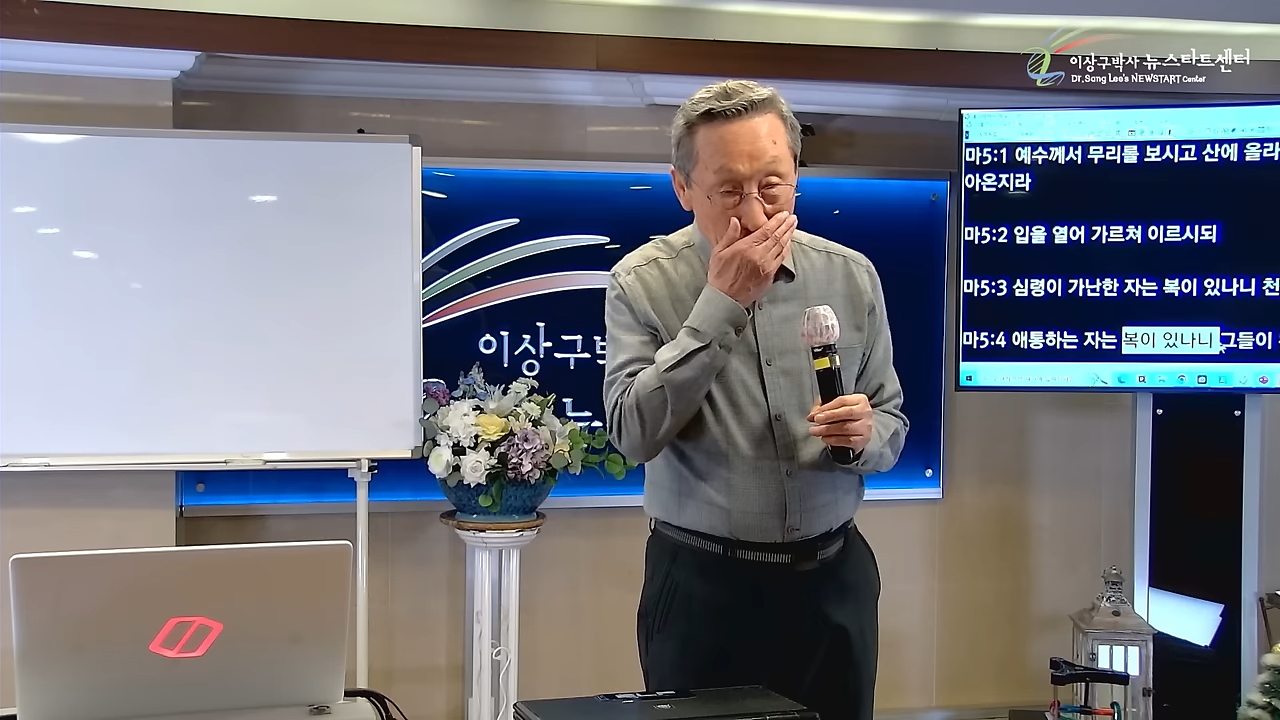 이상구박사 뉴스타트센터
Dr. Sang Lee's NEWSTART Center
마5:1 예수께서 무리를 보시고 산에 올라
아온지라
마5:2 입을 열어 가르쳐 이르시되
마5:3 심령이 가난한 자는 복이 있나니 천
마5:4 애통하는 자는 복이 있나니 그들이
이상구
뉴